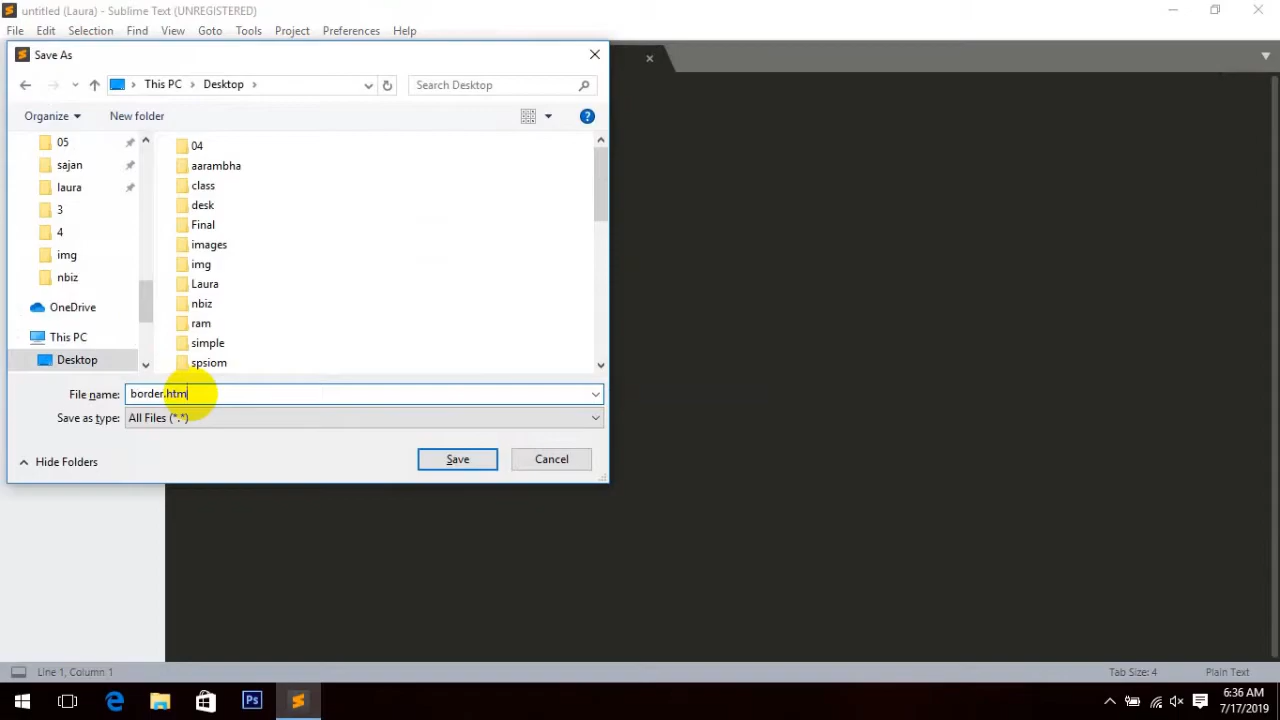 untitled (Laura) - Sublime Text (UNREGISTERED)
File Edit Selection Find View Goto Tools Project Preferences Help
Save As
This PC Desktop
Search Desktop
Organize
New folder
05
sajan
laura
3
4
img
nbiz
OneDrive
This PC
Desktop
04
aarambha
class
desk
Final
images
img
Laura
nbiz
ram
simple
spsiom
File name: border.htm
Save as type: All Files (*.*)
Hide Folders
Save
Cancel
Line 1, Column 1
Tab Size: 4
Plain Text
Ps
6:36 AM
7/17/2019